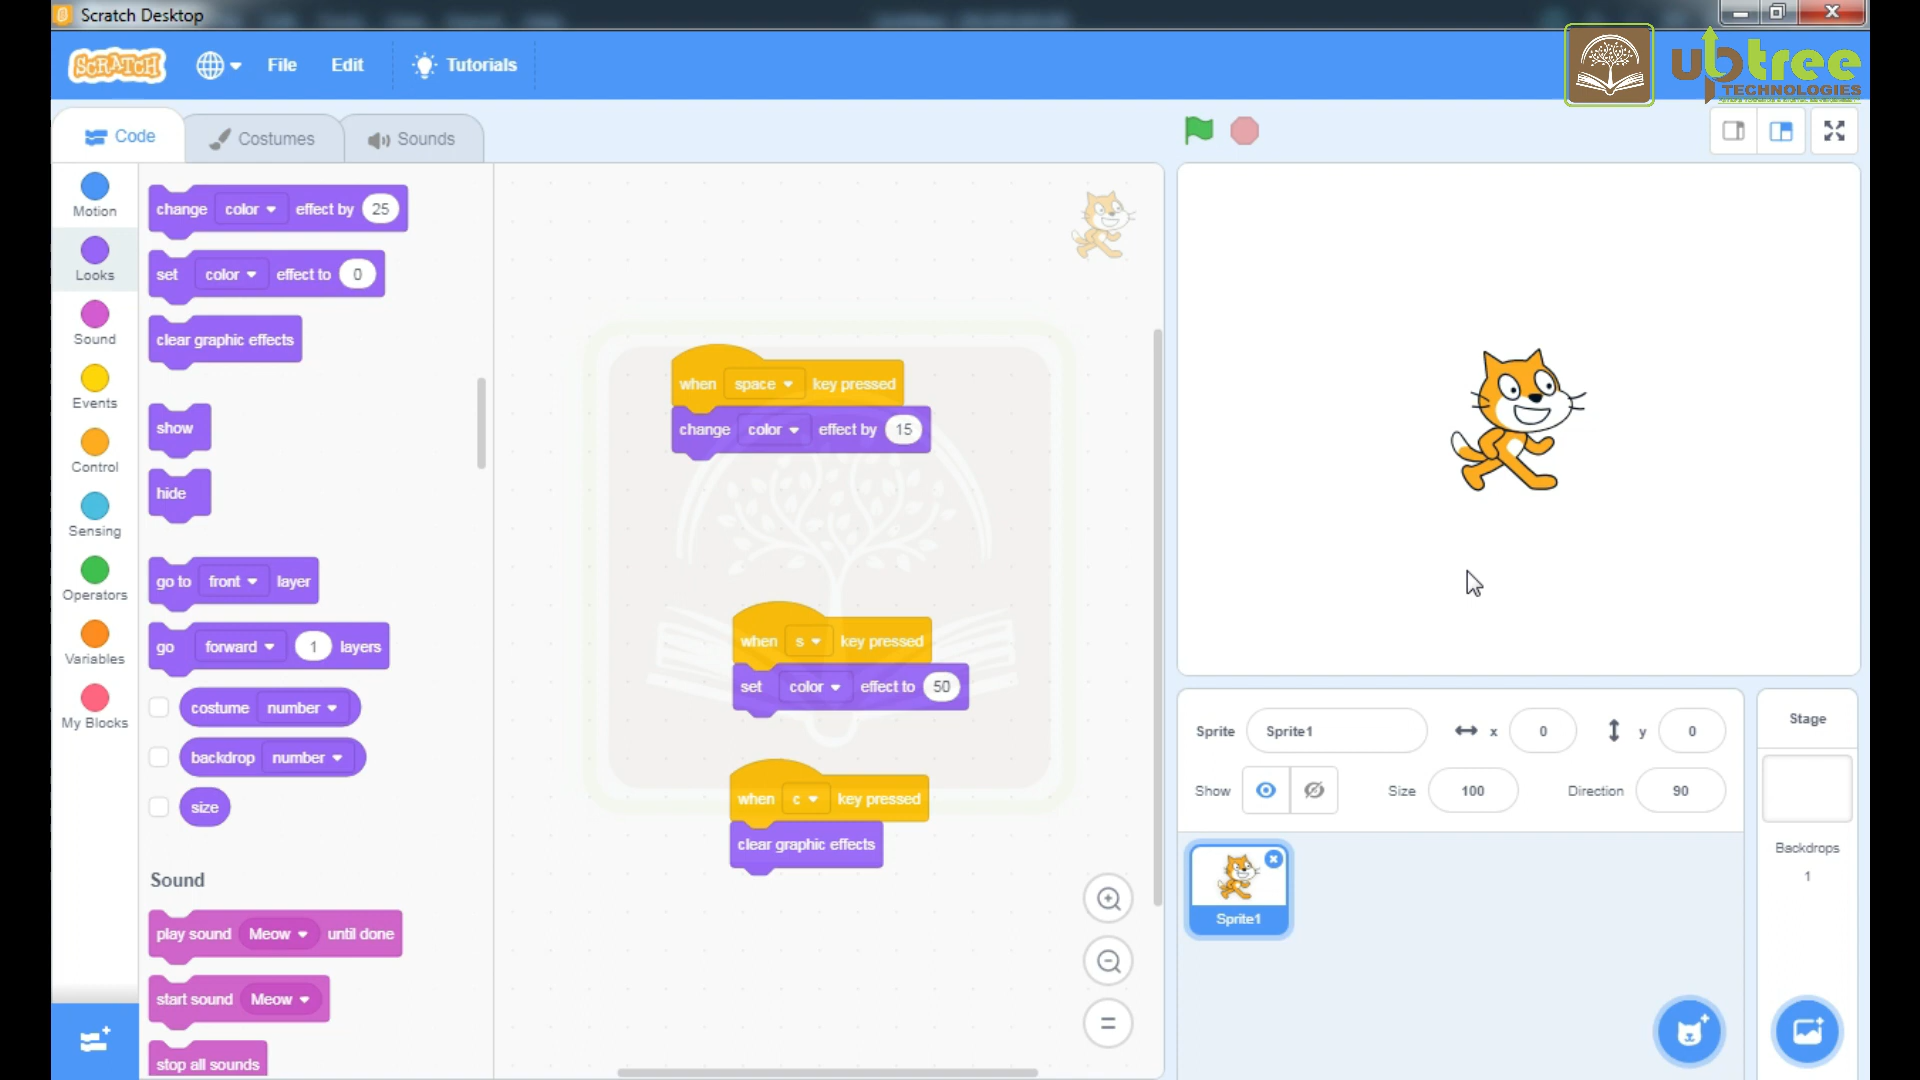 Scratch Desktop
SCRATCH
File
Edit
Tutorials
ubtree
TECHNOLOGIES
Code
Costumes
Sounds
Motion
Looks
Sound
Events
Control
Sensing
Operators
Variables
My Blocks
change color effect by 25
set color effect to 0
clear graphic effects
show
hide
go to front layer
go forward 1 layers
costume number
backdrop number
size
Sound
play sound Meow until done
start sound Meow
stop all sounds
when space key pressed
change color effect by 15
when s key pressed
set color effect to 50
when c key pressed
clear graphic effects
Sprite Sprite1 x 0 y 0
Show Size 100 Direction 90
Sprite1
Stage
Backdrops
1